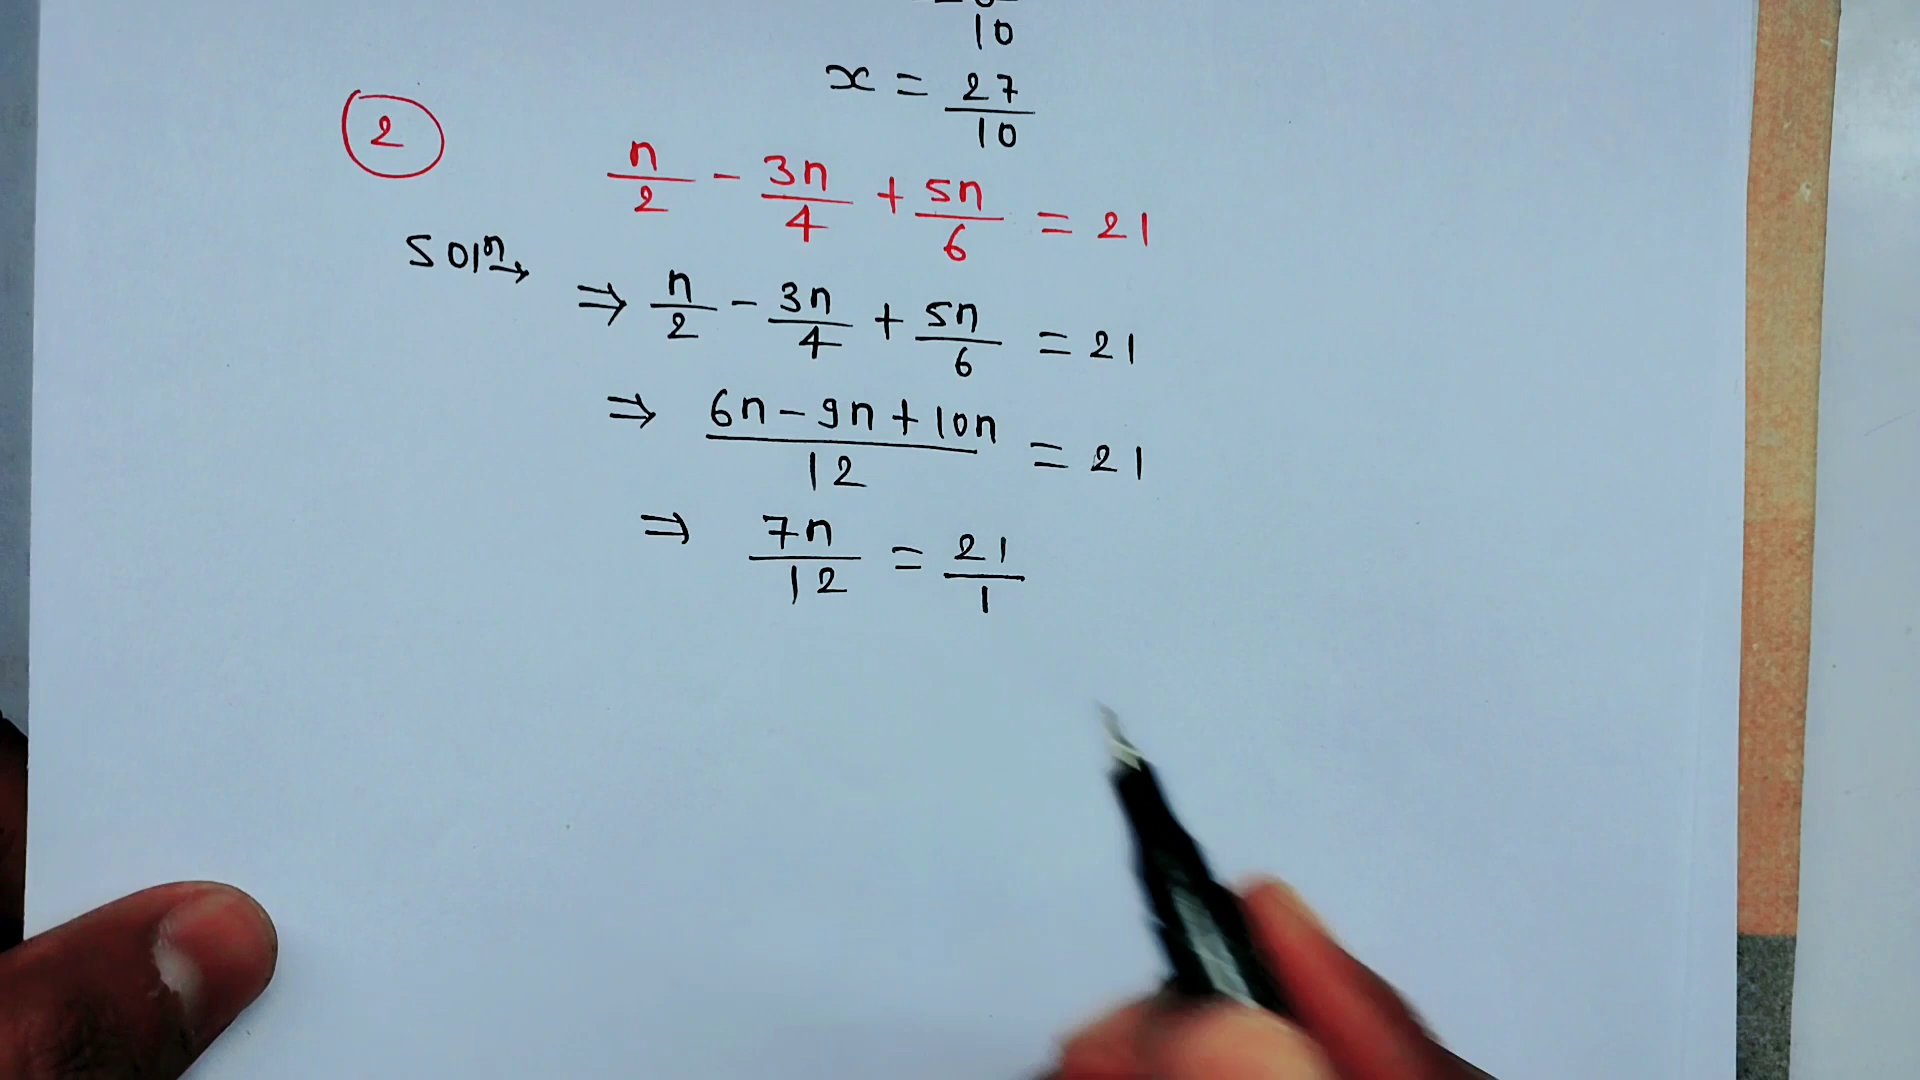 10
x = 27/10
2
n/2 - 3n/4 + 5n/6 = 21
Solⁿ→
⇒ n/2 - 3n/4 + 5n/6 = 21
⇒ (6n - 9n + 10n)/12 = 21
⇒ 7n/12 = 21/1